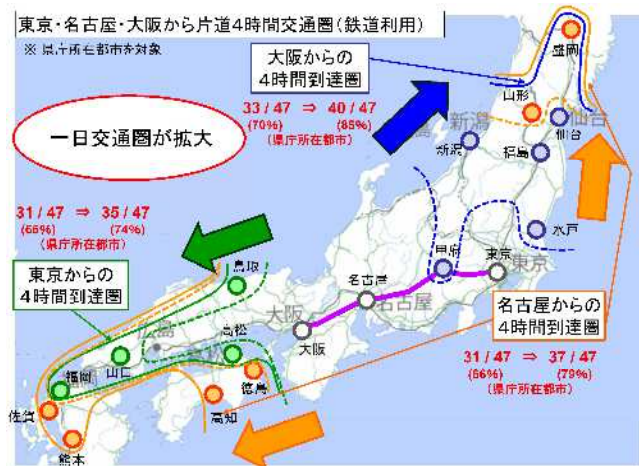 東京・名古屋・大阪から片道4時間交通圏(鉄道利用)
※ 県庁所在都市を対象
大阪からの
4時間到達圏
33 / 47 ⇒ 40 / 47
(70%) (85%)
(県庁所在都市)
一日交通圏が拡大
31 / 47 ⇒ 35 / 47
(66%) (74%)
(県庁所在都市)
東京からの
4時間到達圏
名古屋からの
4時間到達圏
31 / 47 ⇒ 37 / 47
(66%) (79%)
(県庁所在都市)
盛岡
山形
仙台
仙台
新潟
新潟
福島
水戸
甲府
東京
東京
名古屋
名古屋
大阪
大阪
鳥取
高松
徳島
高知
山口
福岡
佐賀
熊本